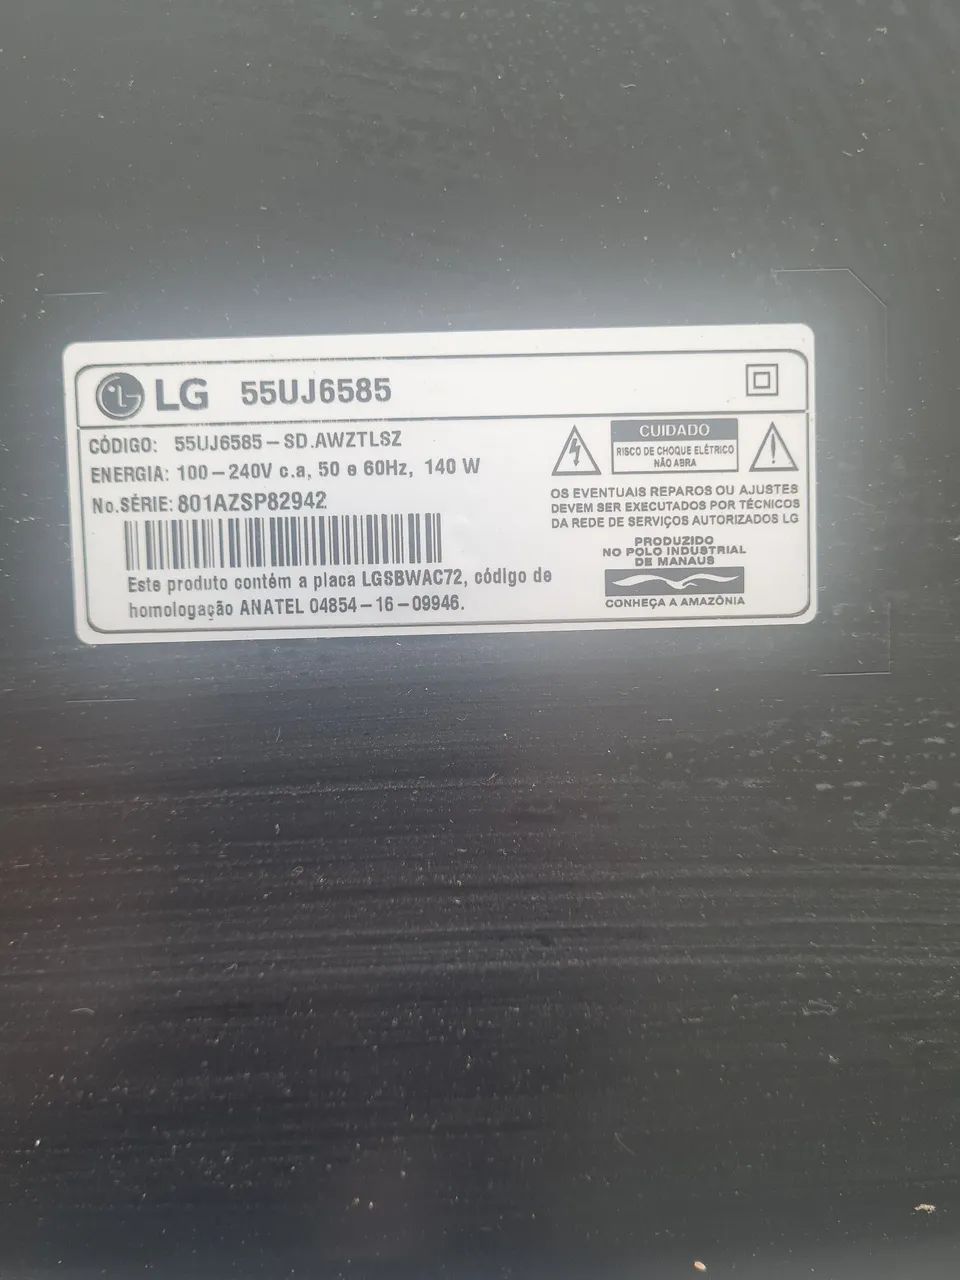 LG 55UJ6585
CÓDIGO: 55UJ6585-SD.AWZTLSZ
ENERGIA: 100-240V c.a, 50 e 60Hz, 140 W
No.SÉRIE: 801AZSP82942
Este produto contém a placa LGSBWAC72, código de
homologação ANATEL 04854-16-09946.
CUIDADO
RISCO DE CHOQUE ELÉTRICO
NÃO ABRA
OS EVENTUAIS REPAROS OU AJUSTES
DEVEM SER EXECUTADOS POR TÉCNICOS
DA REDE DE SERVIÇOS AUTORIZADOS LG
PRODUZIDO
NO POLO INDUSTRIAL
DE MANAUS
CONHEÇA A AMAZÔNIA